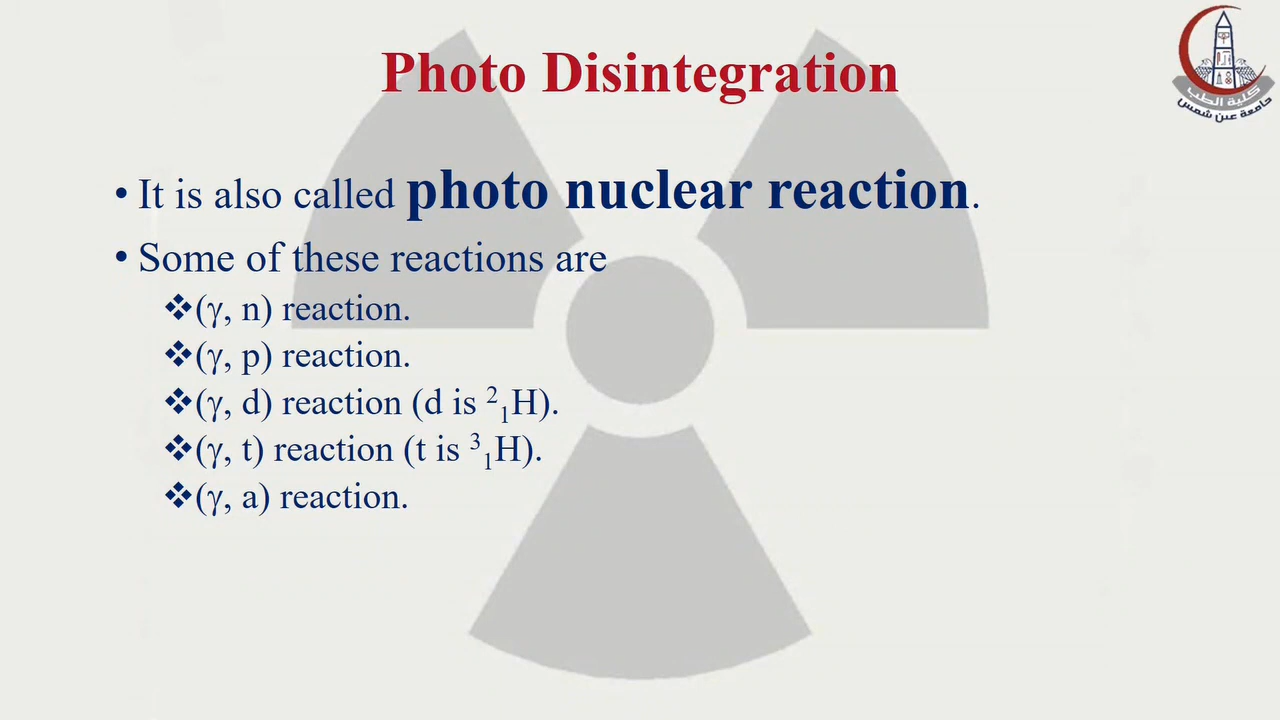 Photo Disintegration
كلية الطب
جامعة عين شمس
• It is also called photo nuclear reaction.
• Some of these reactions are
❖(γ, n) reaction.
❖(γ, p) reaction.
❖(γ, d) reaction (d is ²₁H).
❖(γ, t) reaction (t is ³₁H).
❖(γ, a) reaction.